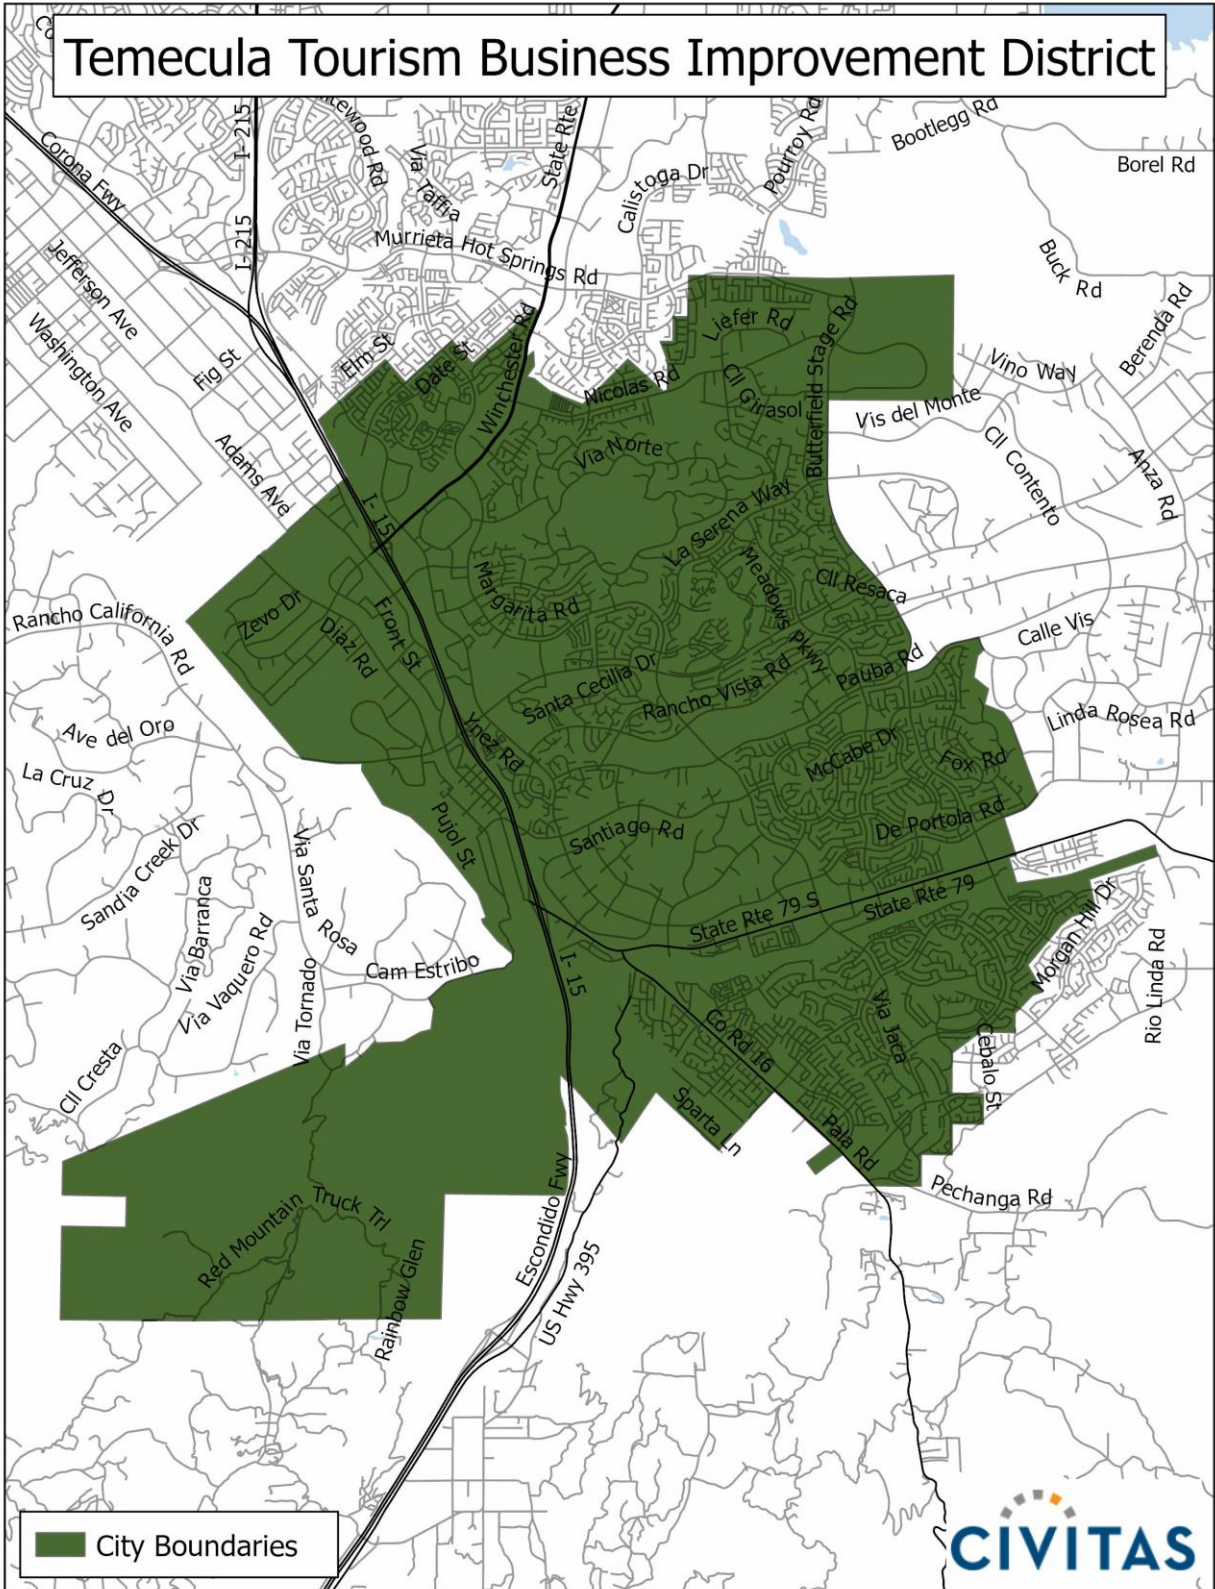 Temecula Tourism Business Improvement District
I-215
State Rte
Pourroy Rd
Bootlegg Rd
Borel Rd
Corona Fwy
Via Taffia
Calistoga Dr
I-215
Murrieta Hot Springs Rd
Buck Rd
Jefferson Ave
Washington Ave
Fig St
Elm St
Date St
Winchester Rd
Nicolas Rd
Liefer Rd
Cll Girasol
Butterfield Stage Rd
Berenda Rd
Vino Way
Vis del Monte
Cll Contento
Anza Rd
Adams Ave
I-15
Via Norte
La Serena Way
Meadows Pkwy
Cll Resaca
Margarita Rd
Rancho California Rd
Zevo Dr
Diaz Rd
Front St
Calle Vis
Santa Cecilla Dr
Rancho Vista Rd
Pauba Rd
Linda Rosea Rd
Ave del Oro
Ynez Rd
McCabe Dr
Fox Rd
La Cruz Dr
Pujol St
Santiago Rd
De Portola Rd
Sandia Creek Dr
Via Santa Rosa
Via Barranca
Via Vaquero Rd
Via Tornado
Cam Estribo
State Rte 79 S
State Rte 79
Morgan Hill Dr
Rio Linda Rd
I-15
Co Rd 16
Via Jaca
Cebalo St
Cll Cresta
Sparta Ln
Pala Rd
Pechanga Rd
Red Mountain Truck Trl
Rainbow Glen
Escondido Fwy
US Hwy 395
City Boundaries
CIVITAS